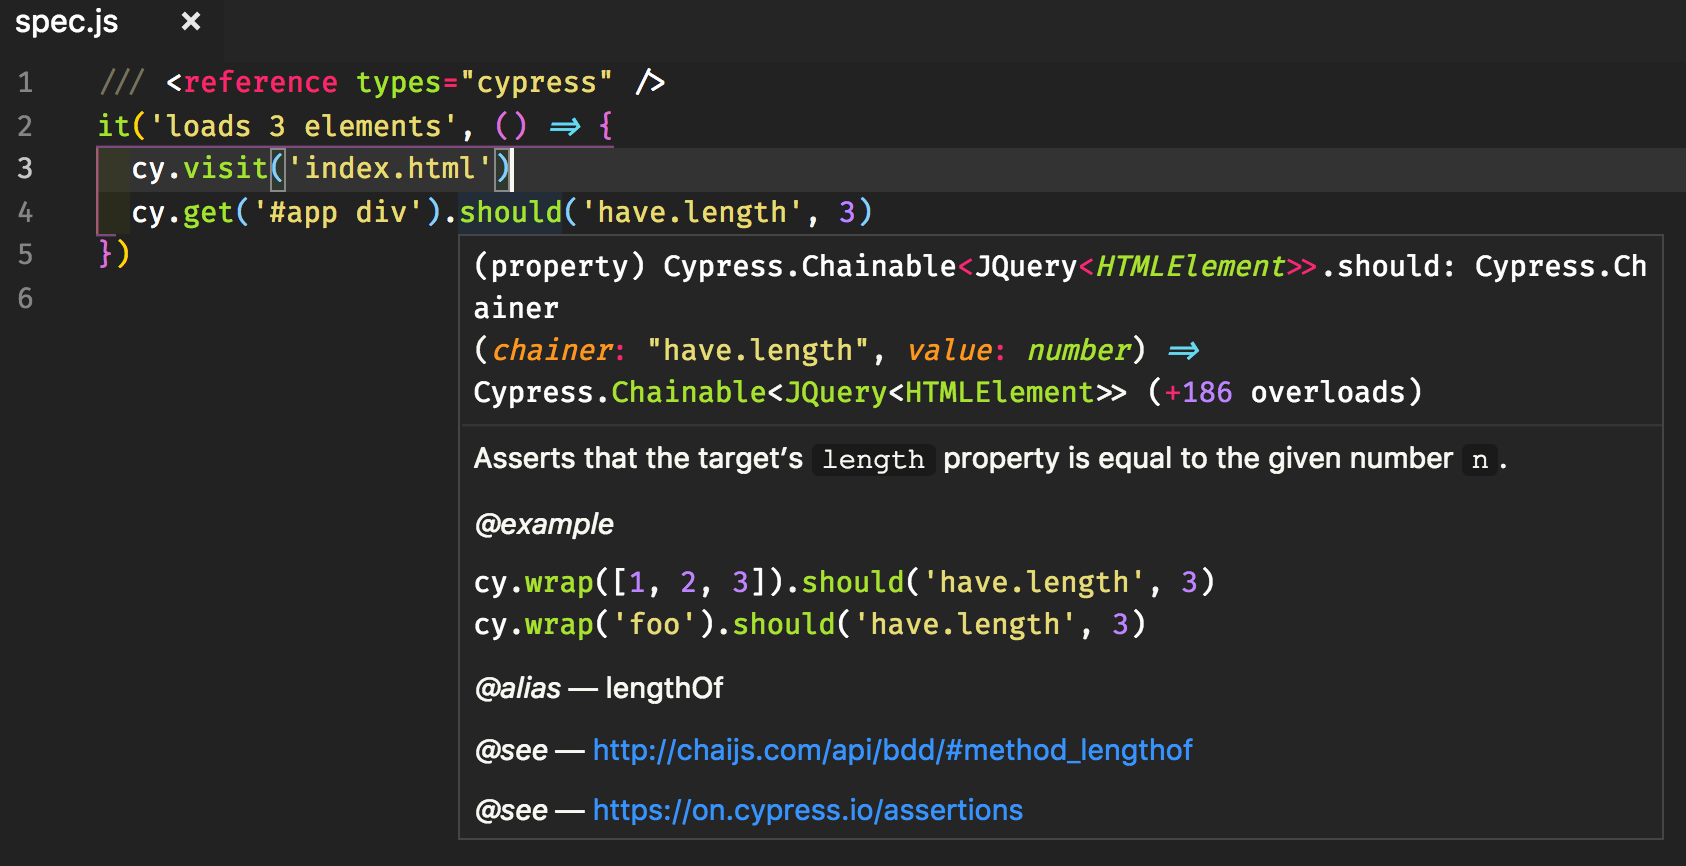 spec.js ×
1 /// <reference types="cypress" />
2 it('loads 3 elements', () => {
3 cy.visit('index.html')
4 cy.get('#app div').should('have.length', 3)
5 })
6
(property) Cypress.Chainable<JQuery<HTMLElement>>.should: Cypress.Ch
ainer
(chainer: "have.length", value: number) =>
Cypress.Chainable<JQuery<HTMLElement>> (+186 overloads)
Asserts that the target’s length property is equal to the given number n.
@example
cy.wrap([1, 2, 3]).should('have.length', 3)
cy.wrap('foo').should('have.length', 3)
@alias — lengthOf
@see — http://chaijs.com/api/bdd/#method_lengthof
@see — https://on.cypress.io/assertions